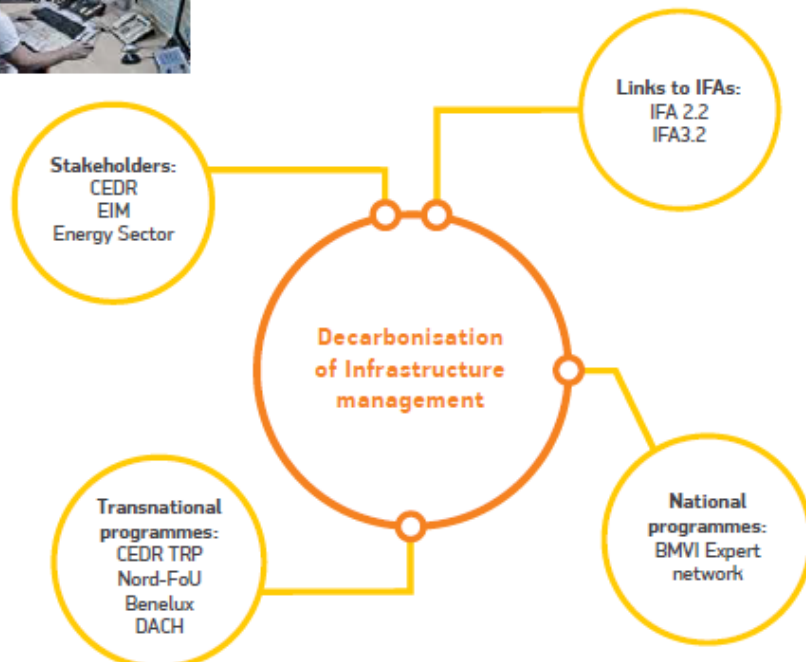 Links to IFAs:
IFA 2.2
IFA3.2
Stakeholders:
CEDR
EIM
Energy Sector
Decarbonisation
of Infrastructure
management
Transnational
programmes:
CEDR TRP
Nord-FoU
Benelux
DACH
National
programmes:
BMVI Expert
network